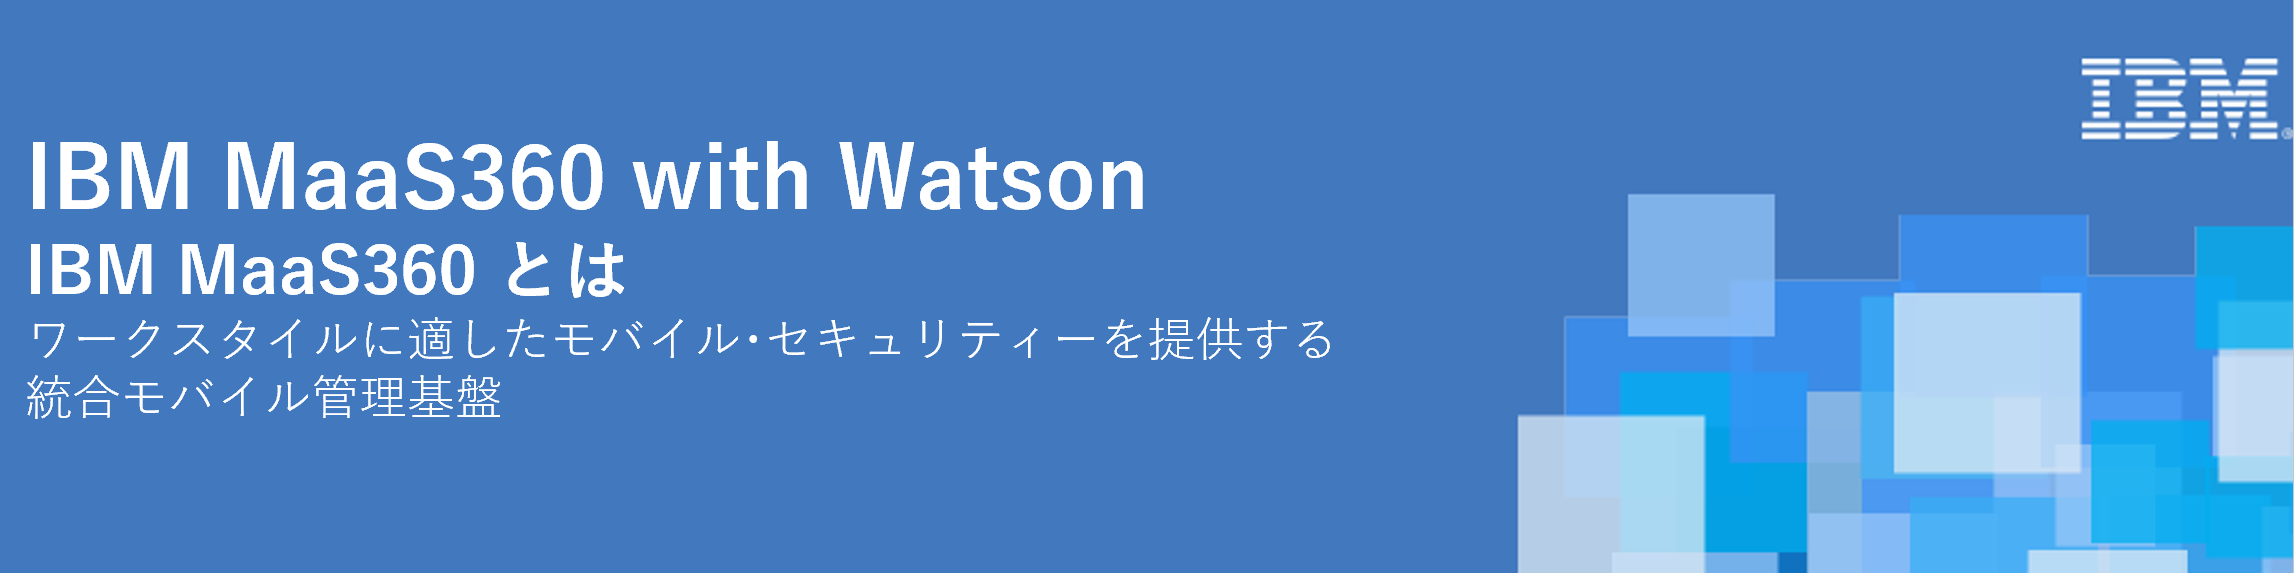 IBM
IBM MaaS360 with Watson
IBM MaaS360 とは
ワークスタイルに適したモバイル･セキュリティーを提供する
統合モバイル管理基盤